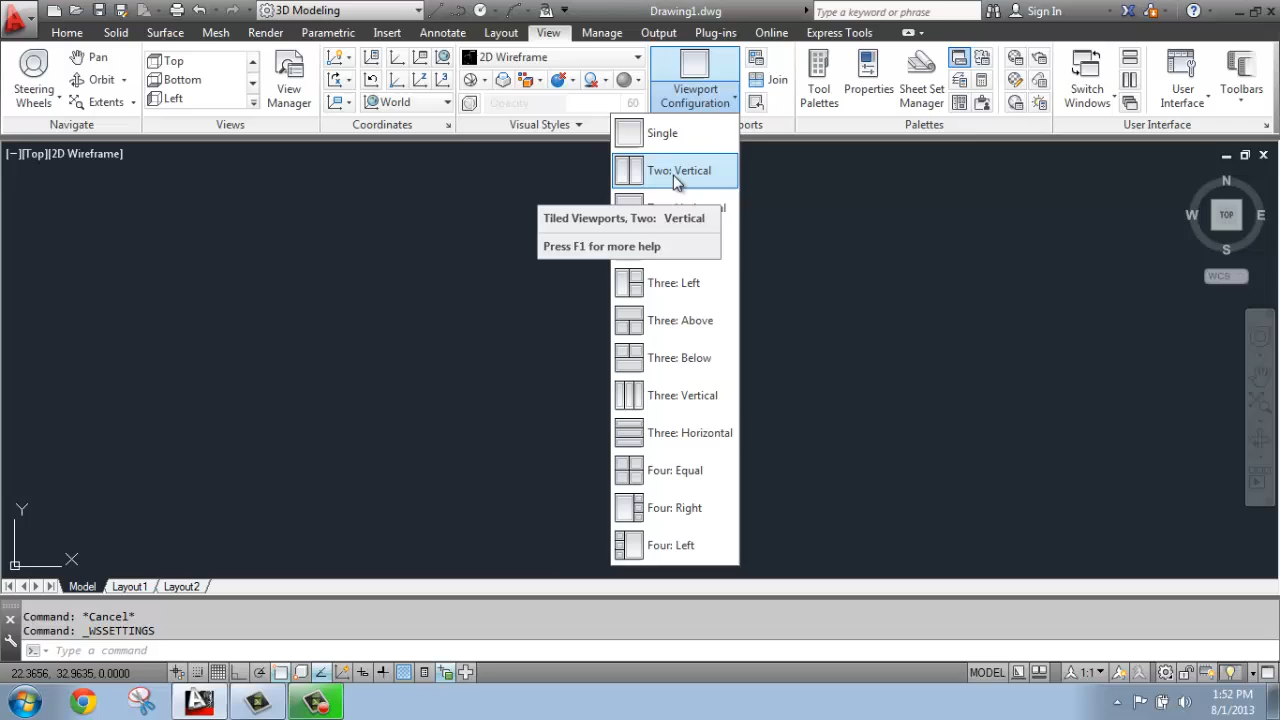 3D Modeling
Drawing1.dwg
Type a keyword or phrase
Sign In
Home Solid Surface Mesh Render Parametric Insert Annotate Layout View Manage Output Plug-ins Online Express Tools
Steering Wheels
Pan
Orbit
Extents
Navigate
Top
Bottom
Left
View Manager
Views
World
Coordinates
2D Wireframe
Opacity 60
Visual Styles
Viewport Configuration
Join
Tool Palettes
Properties
Sheet Set Manager
Palettes
Switch Windows
User Interface
Toolbars
User Interface
Single
Two: Vertical
Tiled Viewports, Two: Vertical
Press F1 for more help
Three: Left
Three: Above
Three: Below
Three: Vertical
Three: Horizontal
Four: Equal
Four: Right
Four: Left
[−][Top][2D Wireframe]
N
W TOP E
S
WCS
Y
X
Model Layout1 Layout2
Command: *Cancel*
Command: _WSSETTINGS
Type a command
22.3656, 32.9635, 0.0000
MODEL
1:1
1:52 PM
8/1/2013